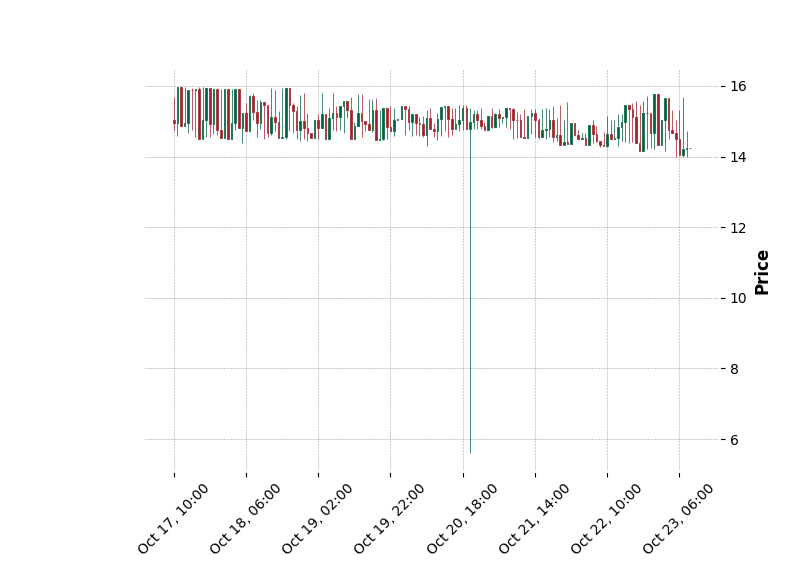 16
14
12
10
8
6
Price
Oct 17, 10:00
Oct 18, 06:00
Oct 19, 02:00
Oct 19, 22:00
Oct 20, 18:00
Oct 21, 14:00
Oct 22, 10:00
Oct 23, 06:00